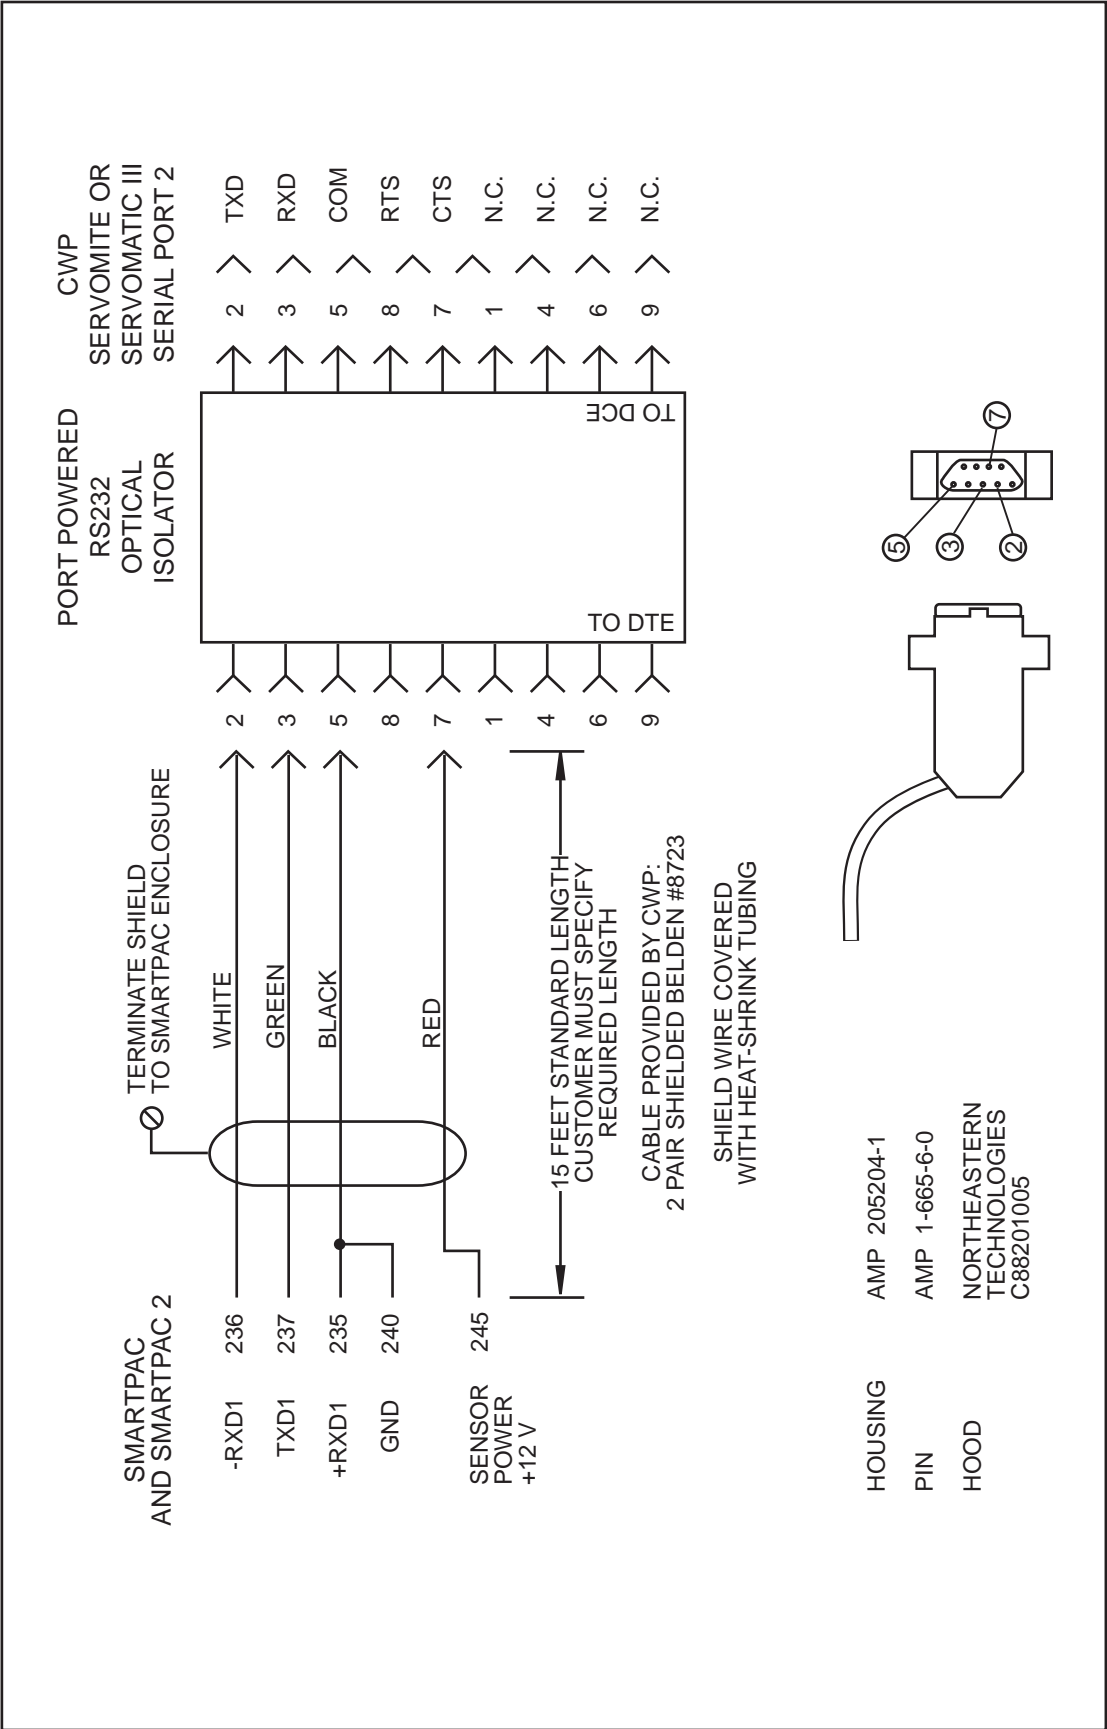 SMARTPAC
AND SMARTPAC 2
-RXD1 236
TXD1 237
+RXD1 235
GND 240
SENSOR
POWER
+12 V
245
TERMINATE SHIELD
TO SMARTPAC ENCLOSURE
WHITE
GREEN
BLACK
RED
15 FEET STANDARD LENGTH
CUSTOMER MUST SPECIFY
REQUIRED LENGTH
CABLE PROVIDED BY CWP:
2 PAIR SHIELDED BELDEN #8723
SHIELD WIRE COVERED
WITH HEAT-SHRINK TUBING
2
3
5
8
7
1
4
6
9
PORT POWERED
RS232
OPTICAL
ISOLATOR
TO DTE
TO DCE
CWP
SERVOMITE OR
SERVOMATIC III
SERIAL PORT 2
2 TXD
3 RXD
5 COM
8 RTS
7 CTS
1 N.C.
4 N.C.
6 N.C.
9 N.C.
HOUSING AMP 205204-1
PIN AMP 1-665-6-0
HOOD NORTHEASTERN
TECHNOLOGIES
C88201005
5
3
2
7